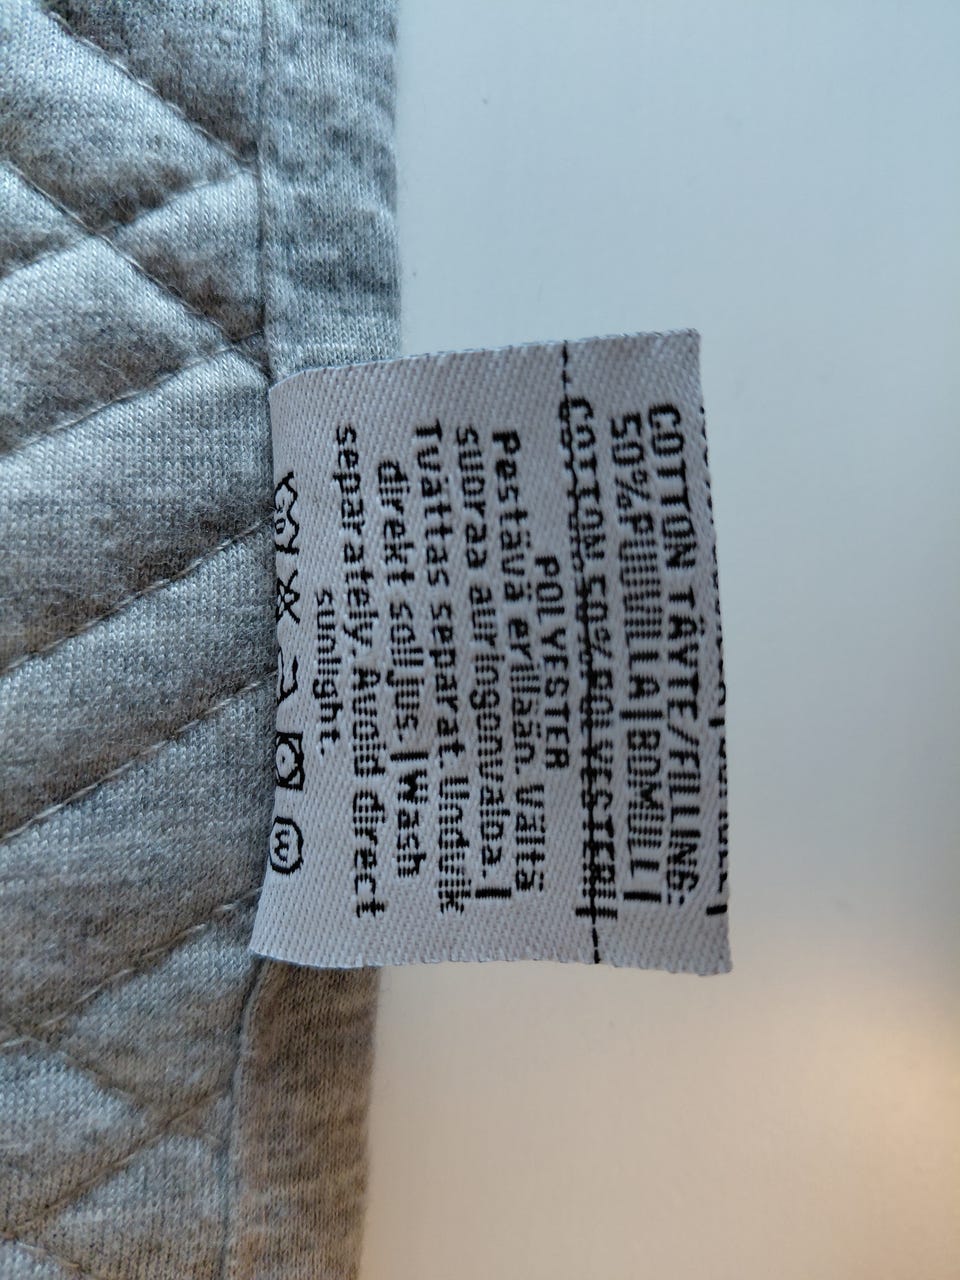 COTTON TÄYTE/FILLING:
50%PUUVILLA|BOMULL|
COTTON 50%POLYESTERI|
POLYESTER
Pestävä erillään. Vältä
suoraa auringonvaloa.|
Tvättas separat Undvik
direkt solljus.|Wash
separately. Avoid direct
sunlight